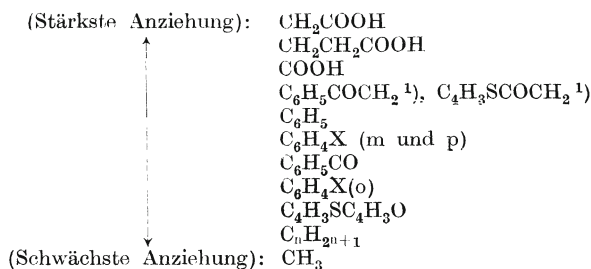 (Stärkste Anziehung): CH₂COOH
CH₂CH₂COOH
COOH
C₆H₅COCH₂ ¹), C₄H₃SCOCH₂ ¹)
C₆H₅
C₆H₄X (m und p)
C₆H₅CO
C₆H₄X(o)
C₄H₃SC₄H₃O
CₙH₂ₙ₊₁
(Schwächste Anziehung): CH₃